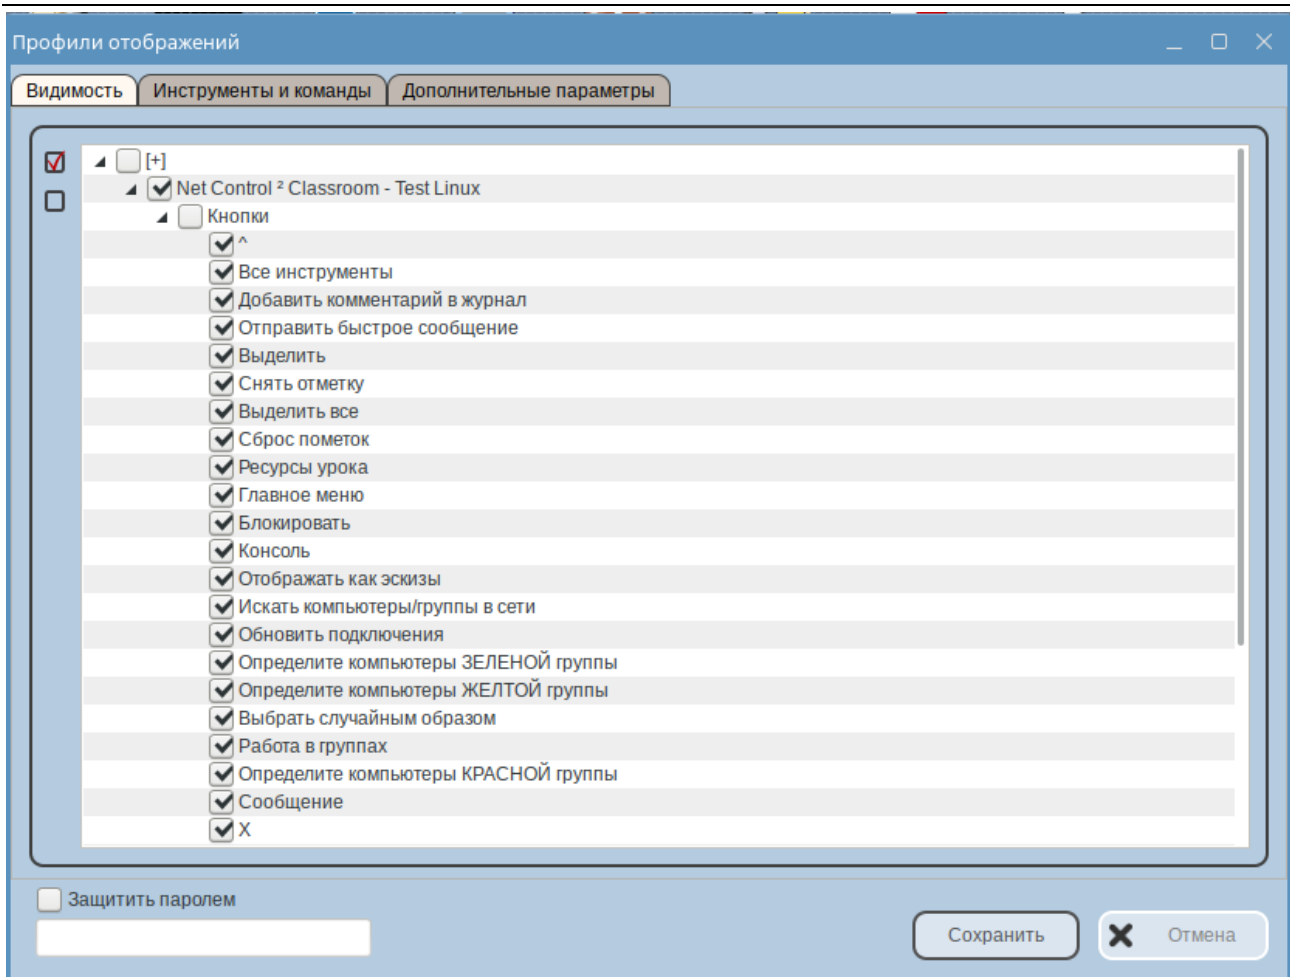 Профили отображений
Видимость Инструменты и команды Дополнительные параметры
[+]
Net Control ² Classroom - Test Linux
Кнопки
^
Все инструменты
Добавить комментарий в журнал
Отправить быстрое сообщение
Выделить
Снять отметку
Выделить все
Сброс пометок
Ресурсы урока
Главное меню
Блокировать
Консоль
Отображать как эскизы
Искать компьютеры/группы в сети
Обновить подключения
Определите компьютеры ЗЕЛЕНОЙ группы
Определите компьютеры ЖЕЛТОЙ группы
Выбрать случайным образом
Работа в группах
Определите компьютеры КРАСНОЙ группы
Сообщение
X
Защитить паролем
Сохранить Отмена